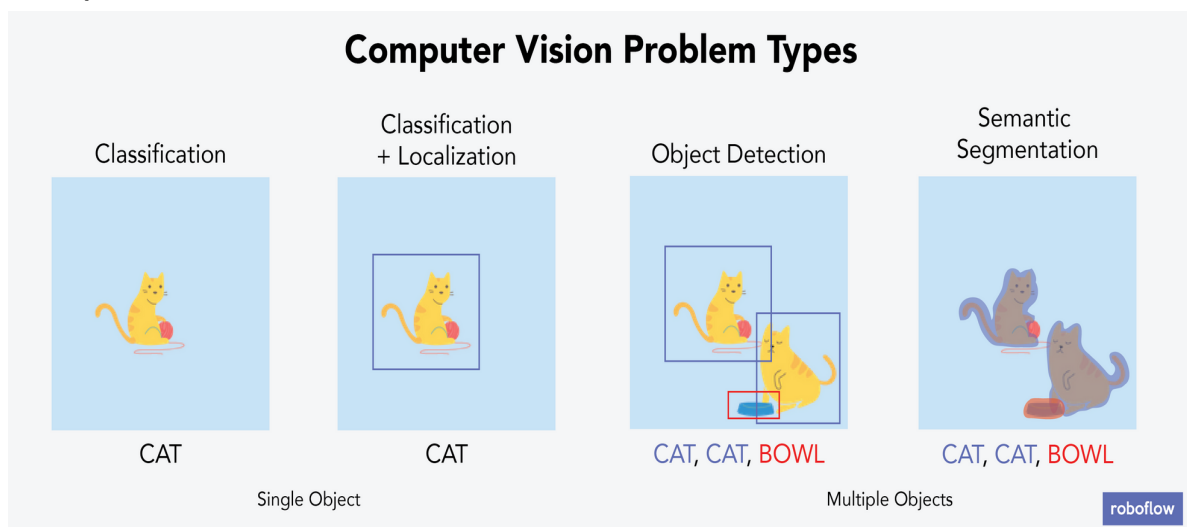 Computer Vision Problem Types
Classification
Classification
+ Localization
Object Detection
Semantic
Segmentation
CAT
CAT
CAT, CAT, BOWL
CAT, CAT, BOWL
Single Object
Multiple Objects
roboflow